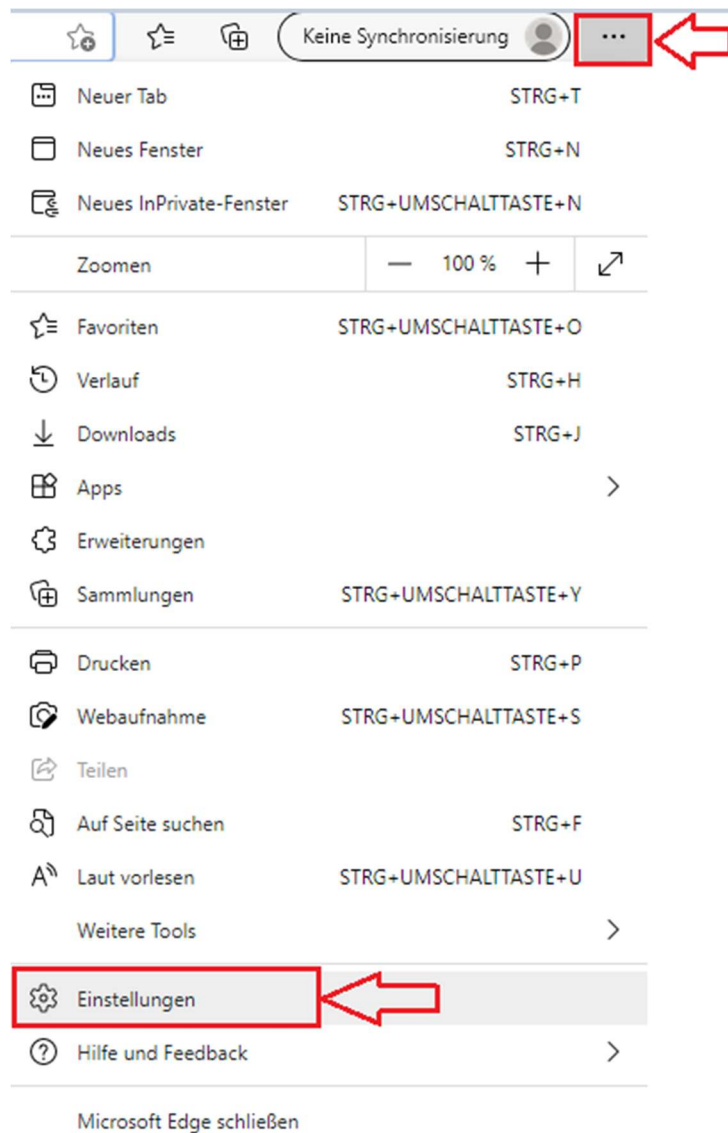 Keine Synchronisierung
Neuer Tab STRG+T
Neues Fenster STRG+N
Neues InPrivate-Fenster STRG+UMSCHALTTASTE+N
Zoomen 100 %
Favoriten STRG+UMSCHALTTASTE+O
Verlauf STRG+H
Downloads STRG+J
Apps
Erweiterungen
Sammlungen STRG+UMSCHALTTASTE+Y
Drucken STRG+P
Webaufnahme STRG+UMSCHALTTASTE+S
Teilen
Auf Seite suchen STRG+F
Laut vorlesen STRG+UMSCHALTTASTE+U
Weitere Tools
Einstellungen
Hilfe und Feedback
Microsoft Edge schließen